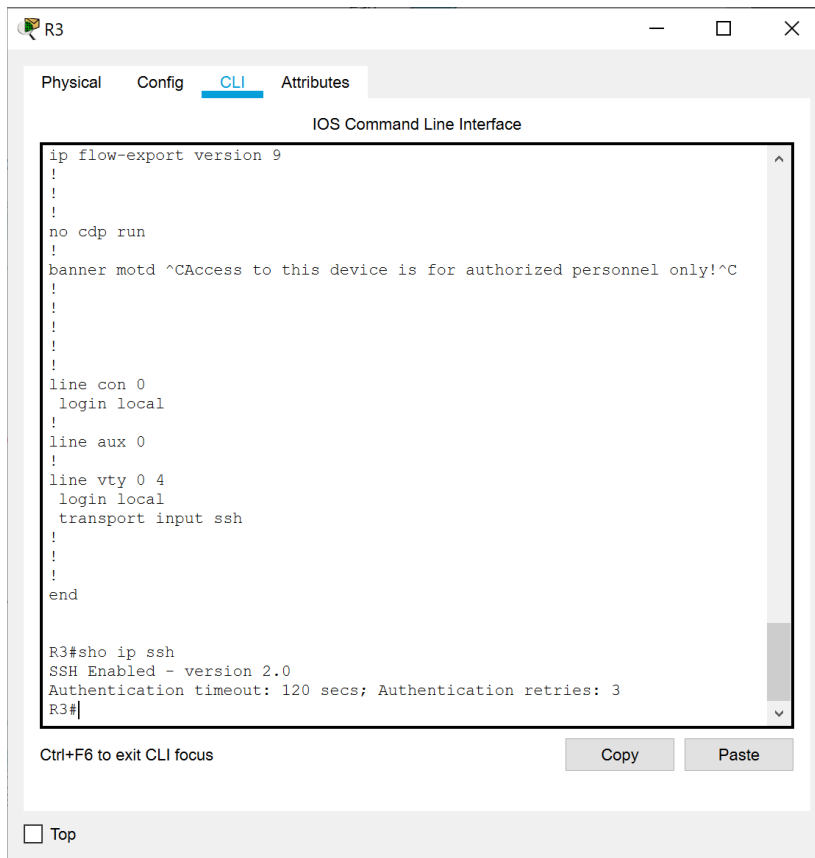 R3
Physical Config CLI Attributes
IOS Command Line Interface
ip flow-export version 9
!
!
!
no cdp run
!
banner motd ^CAccess to this device is for authorized personnel only!^C
!
!
!
!
!
line con 0
 login local
!
line aux 0
!
line vty 0 4
 login local
 transport input ssh
!
!
!
end
R3#sho ip ssh
SSH Enabled - version 2.0
Authentication timeout: 120 secs; Authentication retries: 3
R3#
Ctrl+F6 to exit CLI focus
Copy Paste
Top